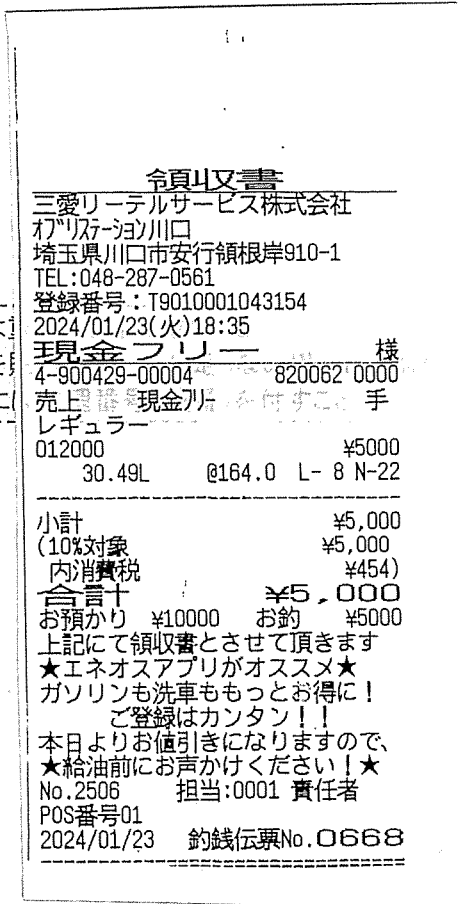 領収書
三愛リーテルサービス株式会社
オブリステーション川口
埼玉県川口市安行領根岸910-1
TEL:048-287-0561
登録番号:T9010001043154
2024/01/23(火)18:35
現金フリー 様
4-900429-00004 820062 0000
売上 現金フリー 手
レギュラー
012000 ¥5000
30.49L @164.0 L- 8 N-22
小計 ¥5,000
(10%対象 ¥5,000
内消費税 ¥454)
合計 ¥5,000
お預かり ¥10000 お釣 ¥5000
上記にて領収書とさせて頂きます
★エネオスアプリがオススメ★
ガソリンも洗車ももっとお得に!
ご登録はカンタン!!
本日よりお値引きになりますので、
★給油前にお声かけください!★
No.2506 担当:0001 責任者
POS番号01
2024/01/23 釣銭伝票No.0668